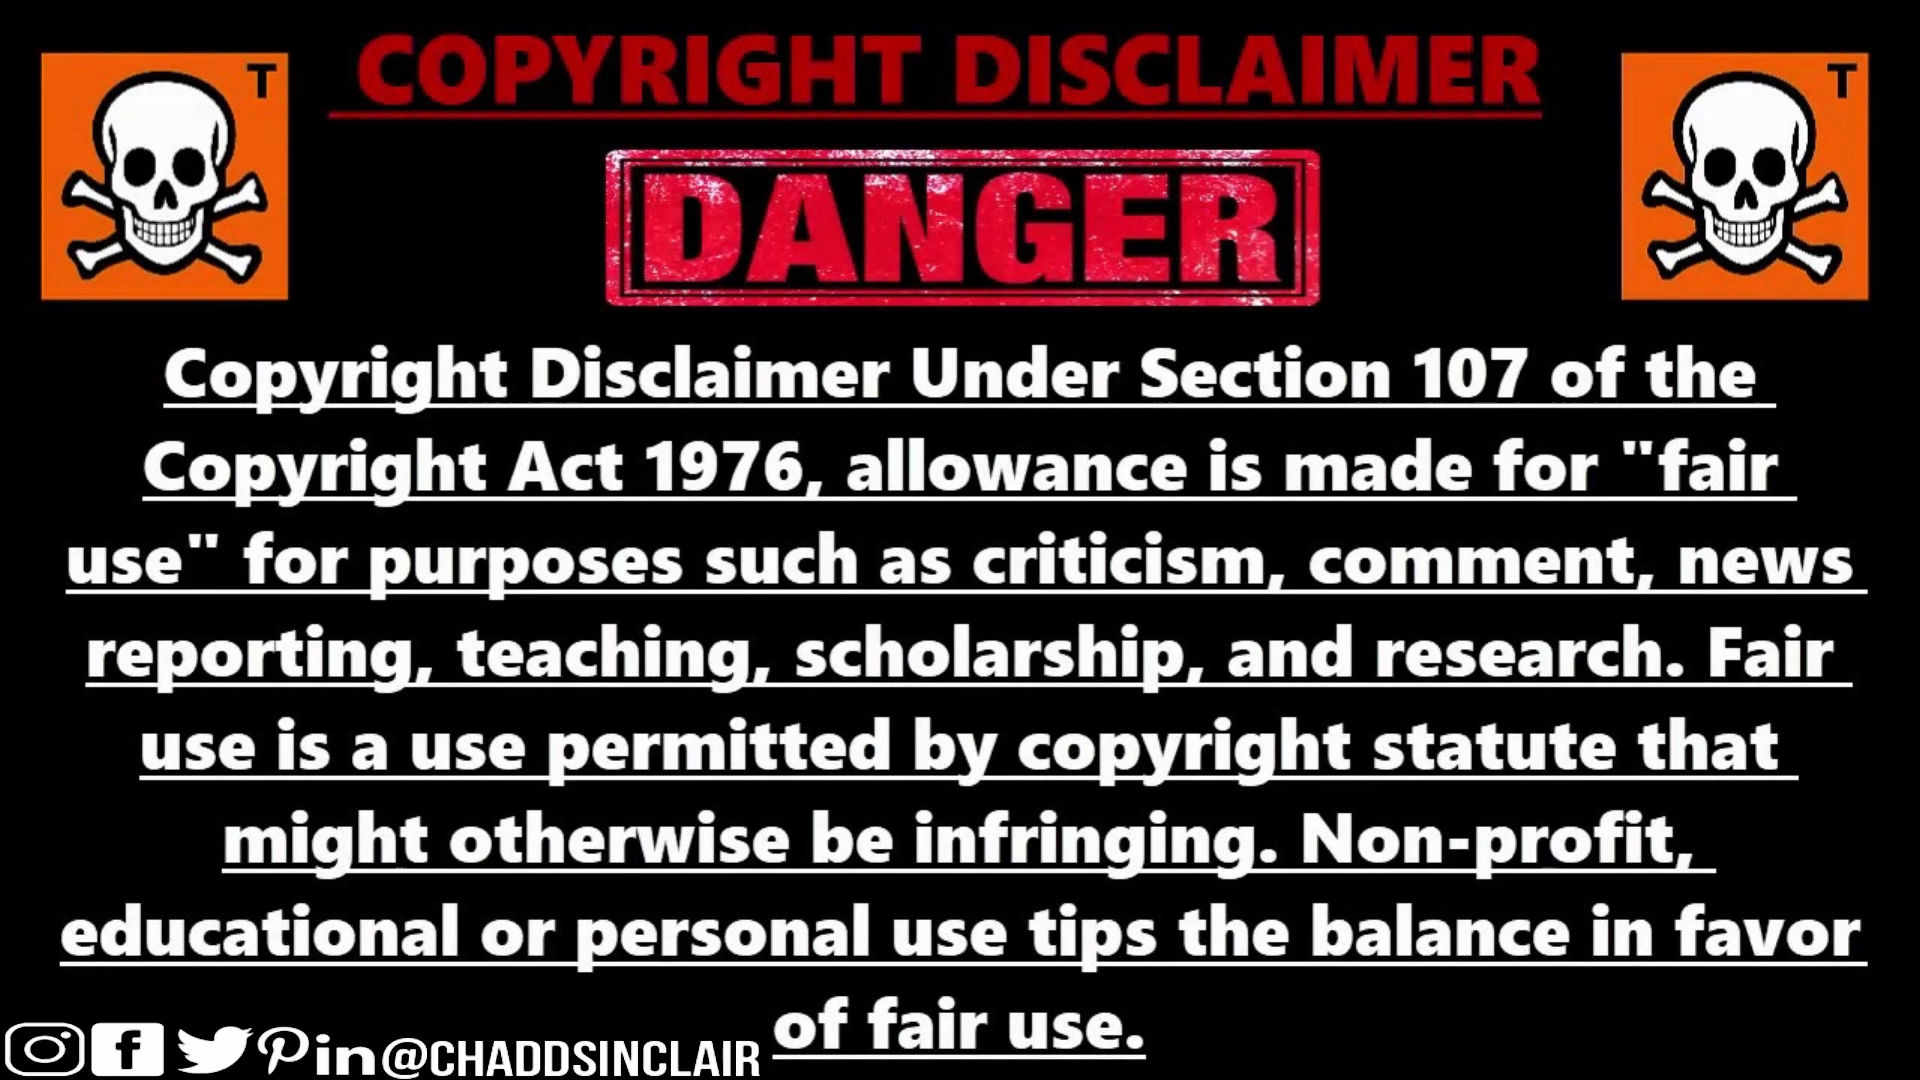 COPYRIGHT DISCLAIMER
T
T
DANGER
Copyright Disclaimer Under Section 107 of the
Copyright Act 1976, allowance is made for "fair
use" for purposes such as criticism, comment, news
reporting, teaching, scholarship, and research. Fair
use is a use permitted by copyright statute that
might otherwise be infringing. Non-profit,
educational or personal use tips the balance in favor
of fair use.
in @CHADDSINCLAIR